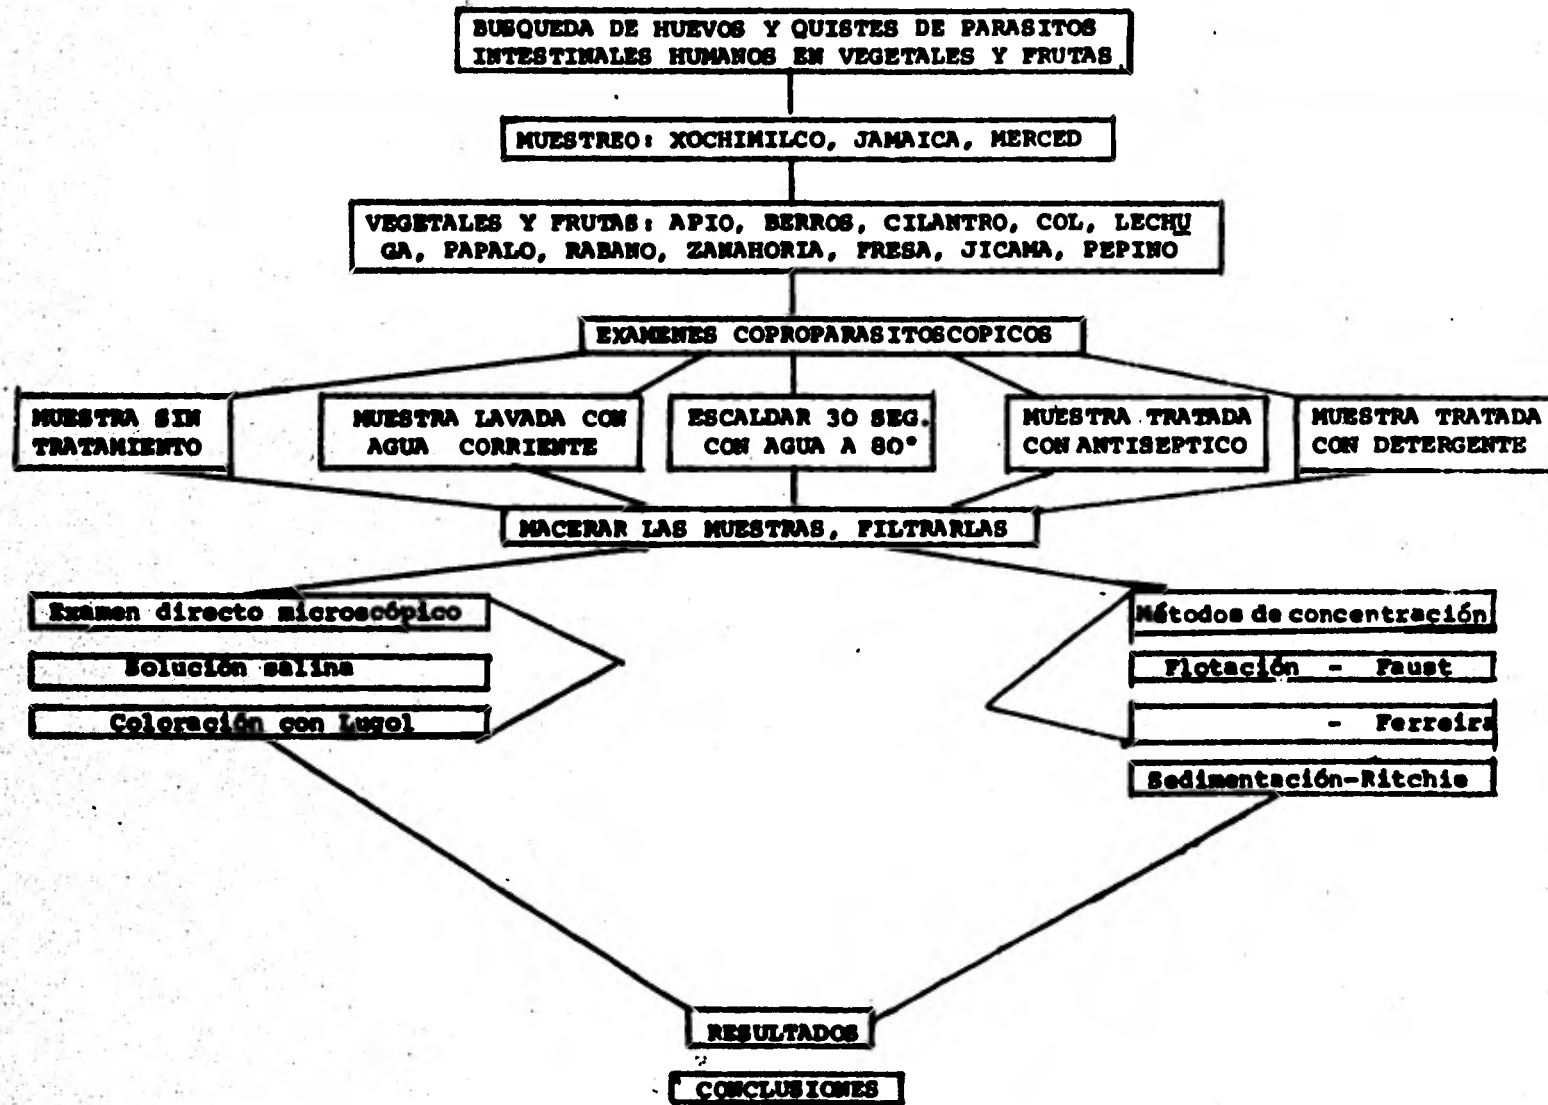 BUSQUEDA DE HUEVOS Y QUISTES DE PARASITOS
INTESTINALES HUMANOS EN VEGETALES Y FRUTAS
MUESTREO: XOCHIMILCO, JAMAICA, MERCED
VEGETALES Y FRUTAS: APIO, BERROS, CILANTRO, COL, LECHU
GA, PAPALO, RABANO, ZANAHORIA, FRESA, JICAMA, PEPINO
EXAMENES COPROPARASITOSCOPICOS
MUESTRA SIN
TRATAMIENTO
MUESTRA LAVADA CON
AGUA CORRIENTE
ESCALDAR 30 SEG.
CON AGUA A 80°
MUESTRA TRATADA
CON ANTISEPTICO
MUESTRA TRATADA
CON DETERGENTE
MACERAR LAS MUESTRAS, FILTRARLAS
Examen directo microscópico
Solución salina
Coloración con Lugol
Métodos de concentración
Flotación - Faust
- Ferreira
Sedimentación-Ritchie
RESULTADOS
CONCLUSIONES